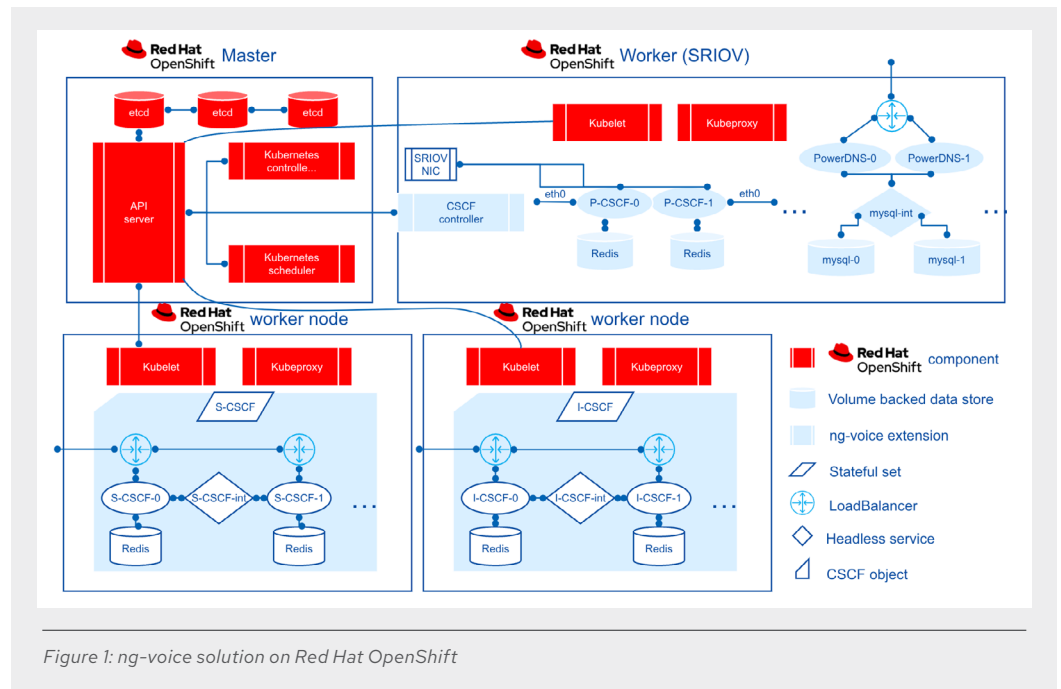 Red Hat
OpenShift
Master
Red Hat
OpenShift
Worker (SRIOV)
etcd
etcd
etcd
API
server
Kubernetes
controlle...
Kubernetes
scheduler
Kubelet
Kubeproxy
SRIOV
NIC
CSCF
controller
eth0
P-CSCF-0
P-CSCF-1
eth0
Redis
Redis
PowerDNS-0
PowerDNS-1
mysql-int
mysql-0
mysql-1
...
...
Red Hat
OpenShift
worker node
Kubelet
Kubeproxy
S-CSCF
S-CSCF-0
S-CSCF-int
S-CSCF-1
...
Redis
Redis
Red Hat
OpenShift
worker node
Kubelet
Kubeproxy
I-CSCF
I-CSCF-0
I-CSCF-int
I-CSCF-1
...
Redis
Redis
Red Hat
OpenShift
component
Volume backed data store
ng-voice extension
Stateful set
LoadBalancer
Headless service
CSCF object
Figure 1: ng-voice solution on Red Hat OpenShift